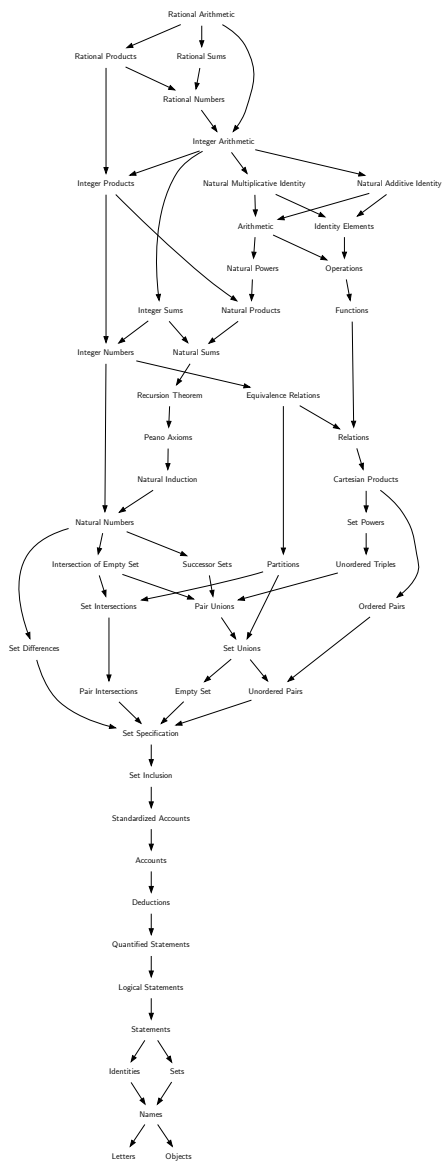 Rational Arithmetic
Rational Products
Rational Sums
Rational Numbers
Integer Arithmetic
Integer Products
Natural Multiplicative Identity
Natural Additive Identity
Arithmetic
Identity Elements
Natural Powers
Operations
Integer Sums
Natural Products
Functions
Integer Numbers
Natural Sums
Recursion Theorem
Equivalence Relations
Peano Axioms
Relations
Natural Induction
Cartesian Products
Natural Numbers
Set Powers
Intersection of Empty Set
Successor Sets
Partitions
Unordered Triples
Set Intersections
Pair Unions
Ordered Pairs
Set Differences
Set Unions
Pair Intersections
Empty Set
Unordered Pairs
Set Specification
Set Inclusion
Standardized Accounts
Accounts
Deductions
Quantified Statements
Logical Statements
Statements
Identities
Sets
Names
Letters
Objects